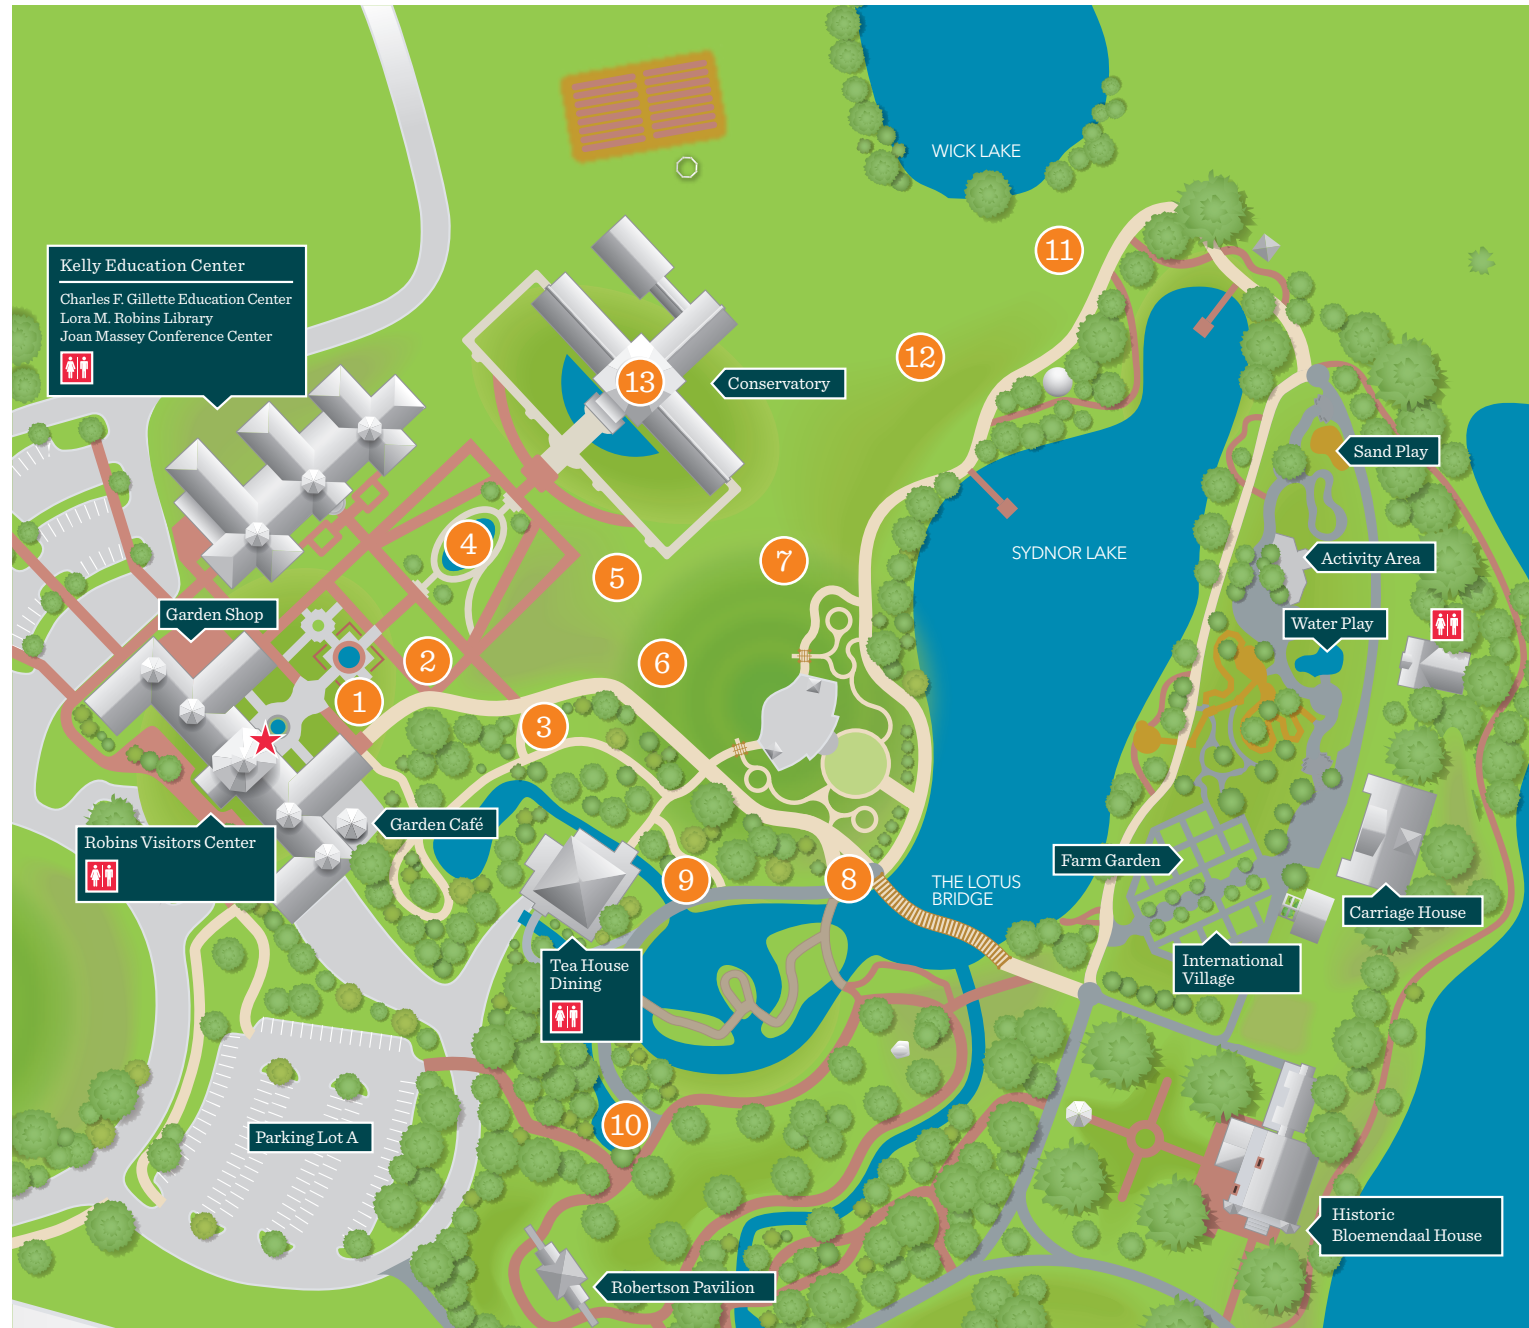 WICK LAKE
11
Kelly Education Center
Charles F. Gillette Education Center
Lora M. Robins Library
Joan Massey Conference Center
12
13
Conservatory
Sand Play
4
5
7
SYDNOR LAKE
Activity Area
Garden Shop
Water Play
2
6
1
3
Garden Café
Robins Visitors Center
Farm Garden
9
8
THE LOTUS
BRIDGE
Carriage House
Tea House
Dining
International
Village
10
Parking Lot A
Historic
Bloemendaal House
Robertson Pavilion